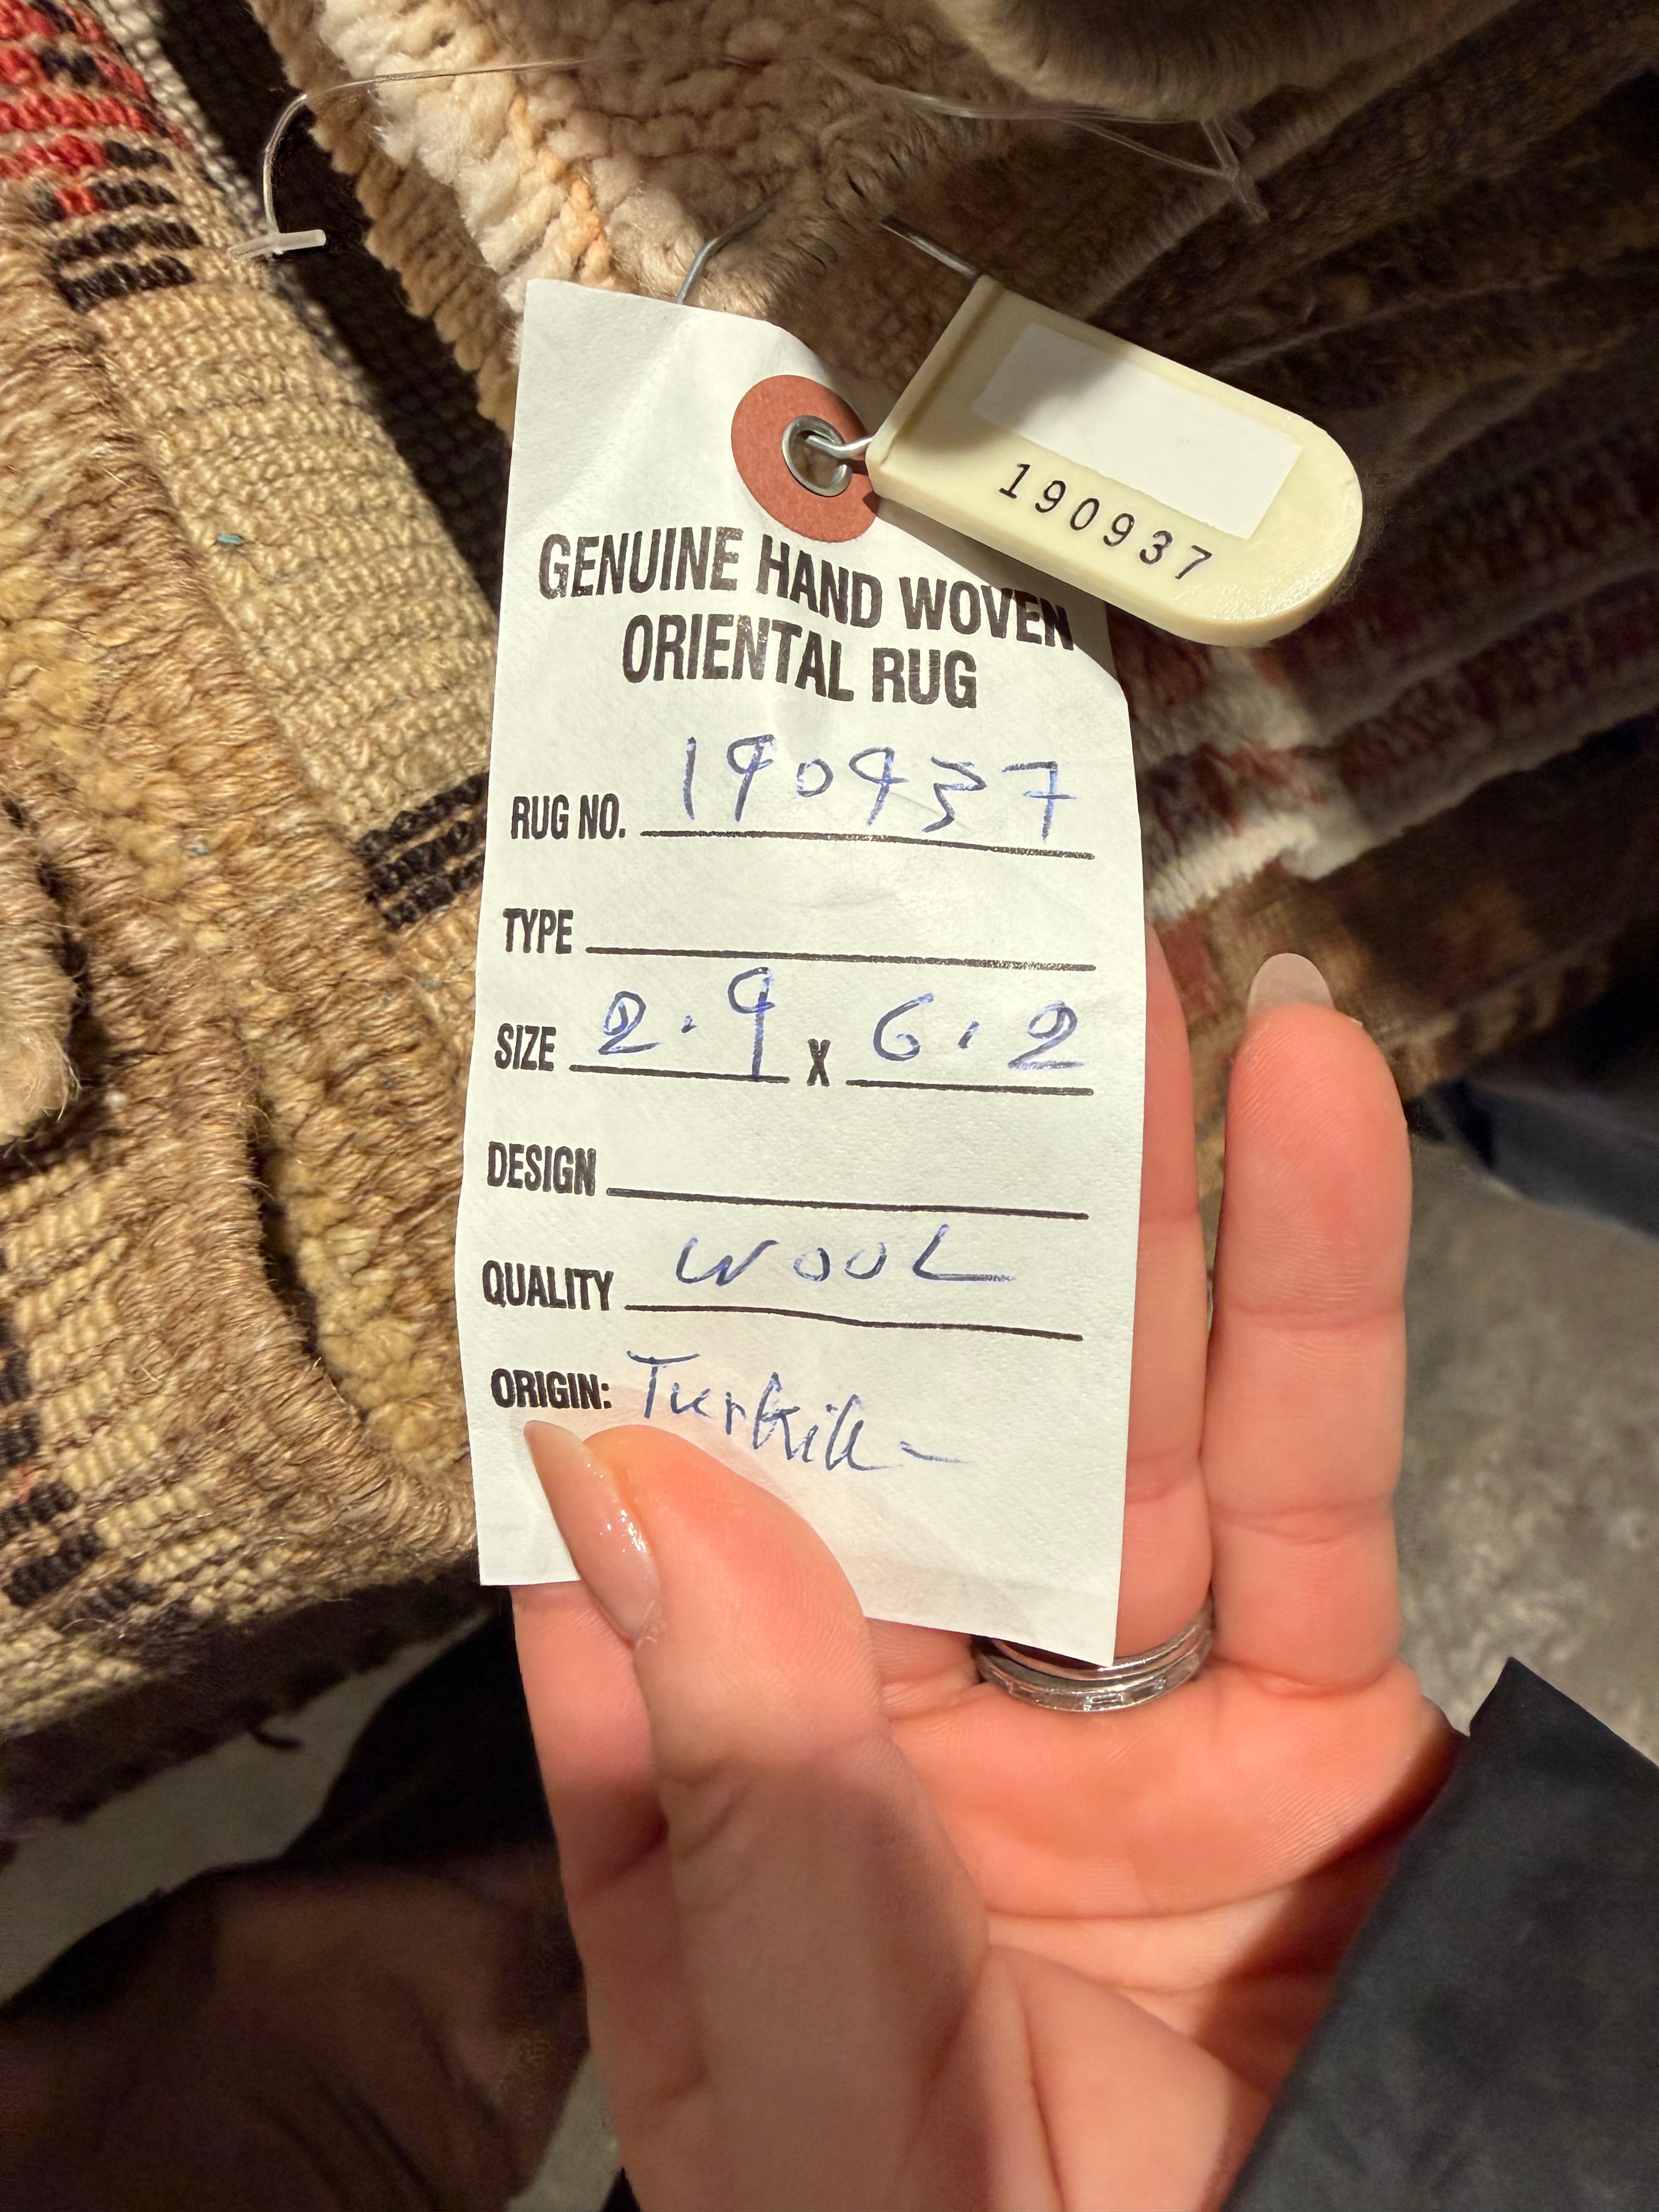 190937
GENUINE HAND WOVEN
ORIENTAL RUG
RUG NO. 190937
TYPE
SIZE 2.9 X 6.2
DESIGN
QUALITY WOOL
ORIGIN: